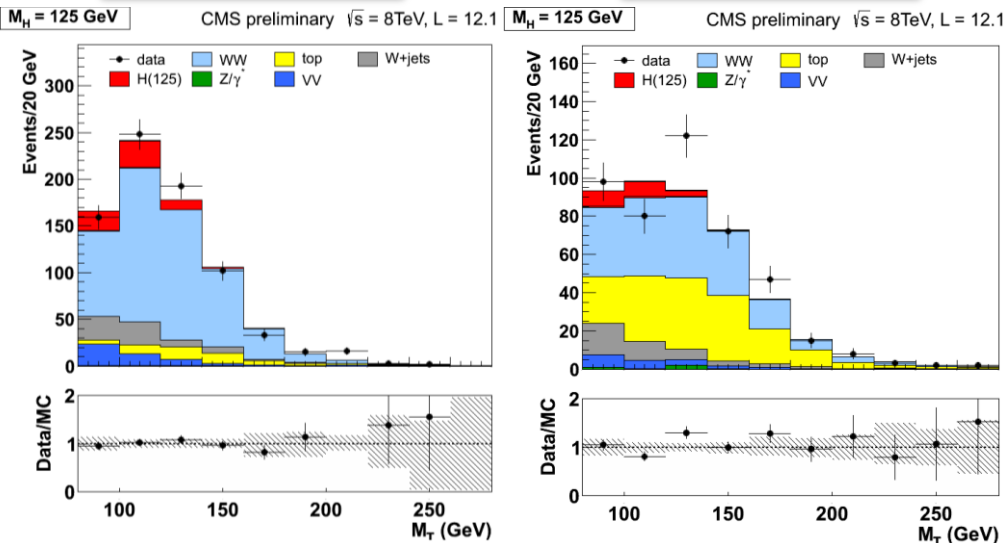 M_H = 125 GeV
CMS preliminary √s = 8TeV, L = 12.1
Events/20 GeV
300
250
200
150
100
50
0
data
WW
top
W+jets
H(125)
Z/γ*
VV
Data/MC
2
1
0
100
150
200
250
M_T (GeV)
M_H = 125 GeV
CMS preliminary √s = 8TeV, L = 12.1
Events/20 GeV
160
140
120
100
80
60
40
20
0
data
WW
top
W+jets
H(125)
Z/γ*
VV
Data/MC
2
1
0
100
150
200
250
M_T (GeV)